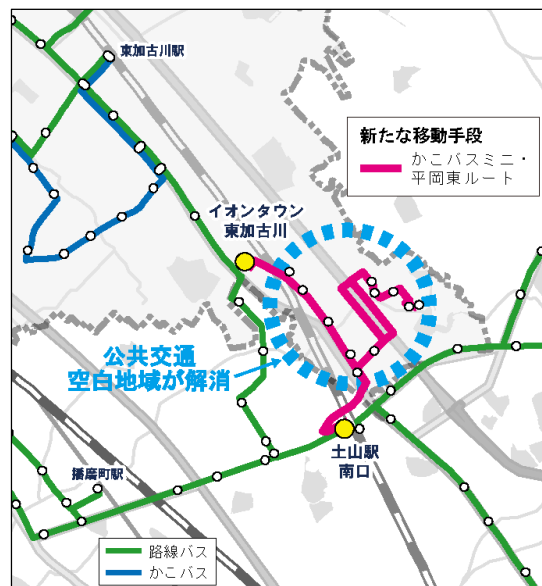 東加古川駅
新たな移動手段
かこバスミニ・
平岡東ルート
イオンタウン
東加古川
公共交通
空白地域が解消
土山駅
南口
播磨町駅
路線バス
かこバス